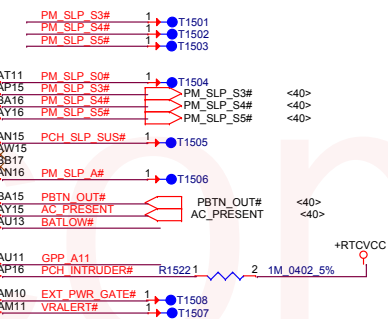 PM_SLP_S3# 1 T1501
PM_SLP_S4# 1 T1502
PM_SLP_S5# 1 T1503
AT11 PM_SLP_S0# 1 T1504
AP15 PM_SLP_S3# PM_SLP_S3# <40>
BA16 PM_SLP_S4# PM_SLP_S4# <40>
AY16 PM_SLP_S5# PM_SLP_S5# <40>
AN15 PCH_SLP_SUS# 1 T1505
AW15
BB17
AN16 PM_SLP_A# 1 T1506
BA15 PBTN_OUT# PBTN_OUT# <40>
AY15 AC_PRESENT AC_PRESENT <40>
AU13 BATLOW#
+RTCVCC
AU11 GPP_A11
AP16 PCH_INTRUDER# R1522 1 2 1M_0402_5%
AM10 EXT_PWR_GATE# 1 T1508
AM11 VRALERT# 1 T1507